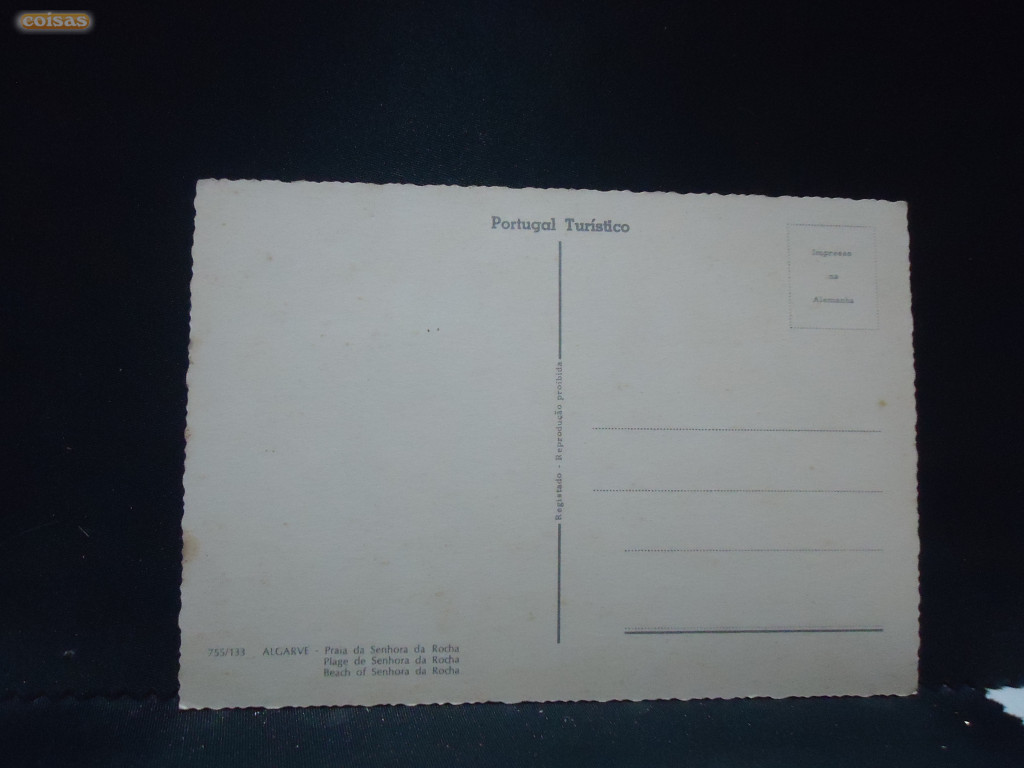 coisas
Portugal Turístico
Impresso
na
Alemanha
Registado - Reprodução proibida
755/133 ALGARVE - Praia da Senhora da Rocha
Plage de Senhora da Rocha
Beach of Senhora da Rocha